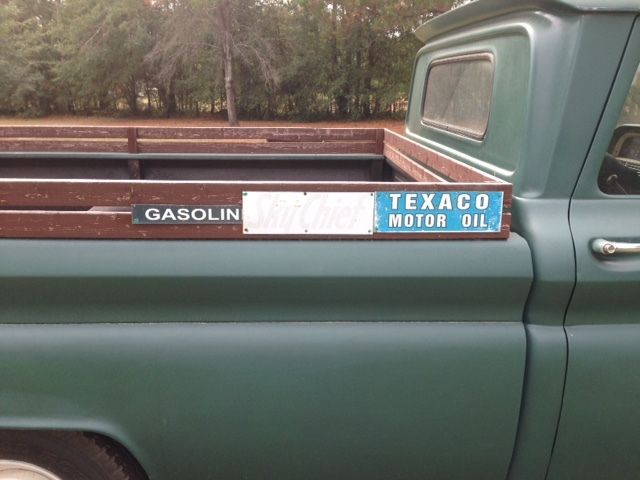 GASOLIN
Sky Chief
TEXACO
MOTOR OIL